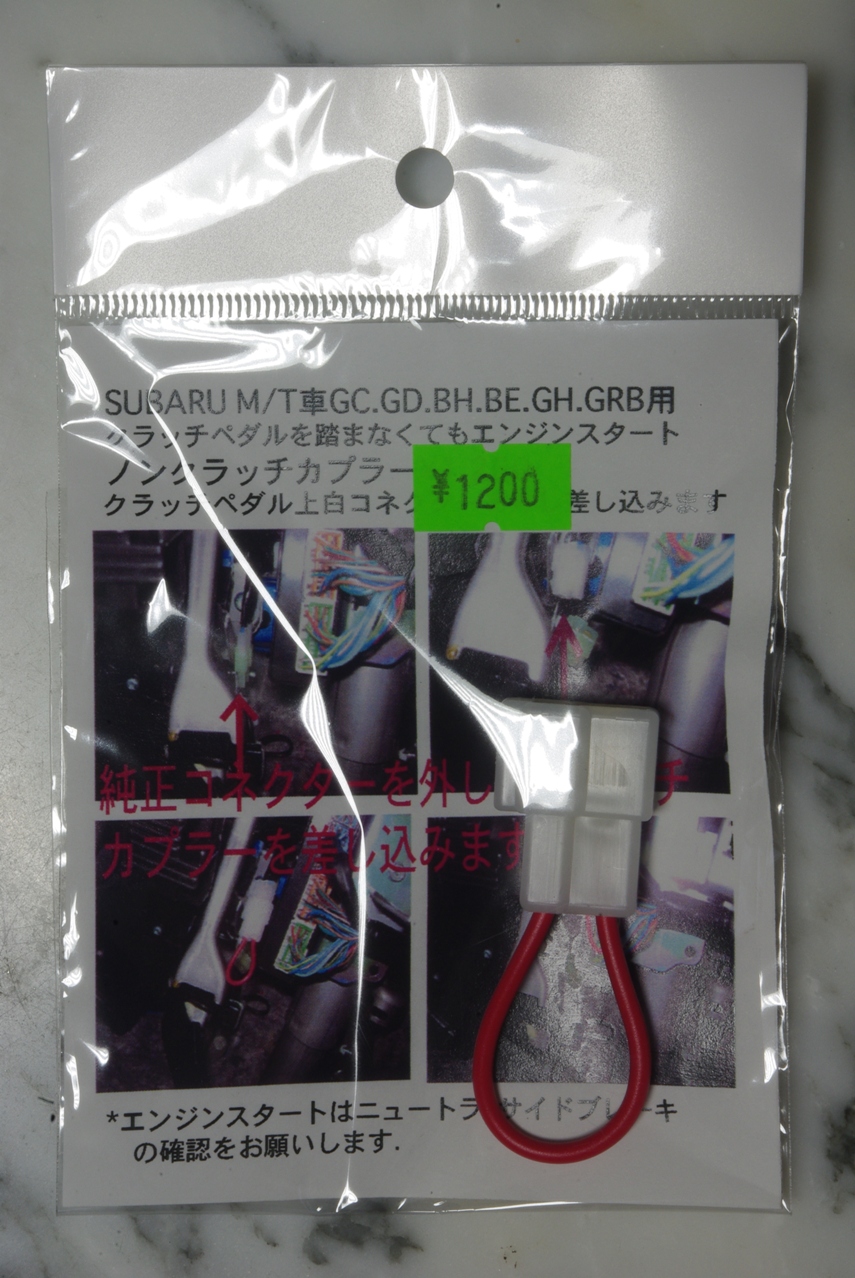 SUBARU M/T車GC.GD.BH.BE.GH.GRB用
クラッチペダルを踏まなくてもエンジンスタート
ノンクラッチカプラー
¥1200
クラッチペダル上白コネク 差し込みます
純正コネクターを外し チ
カプラーを差し込みます
*エンジンスタートはニュートラ サイドブレーキ
の確認をお願いします.